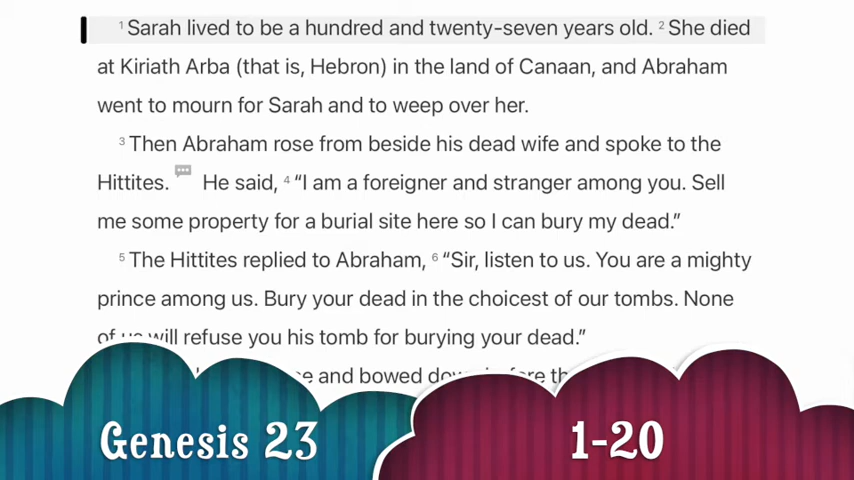 1 Sarah lived to be a hundred and twenty-seven years old. 2 She died
at Kiriath Arba (that is, Hebron) in the land of Canaan, and Abraham
went to mourn for Sarah and to weep over her.
3 Then Abraham rose from beside his dead wife and spoke to the
Hittites. He said, 4 “I am a foreigner and stranger among you. Sell
me some property for a burial site here so I can bury my dead.”
5 The Hittites replied to Abraham, 6 “Sir, listen to us. You are a mighty
prince among us. Bury your dead in the choicest of our tombs. None
of us will refuse you his tomb for burying your dead.”
and bowed down before
Genesis 23
1-20